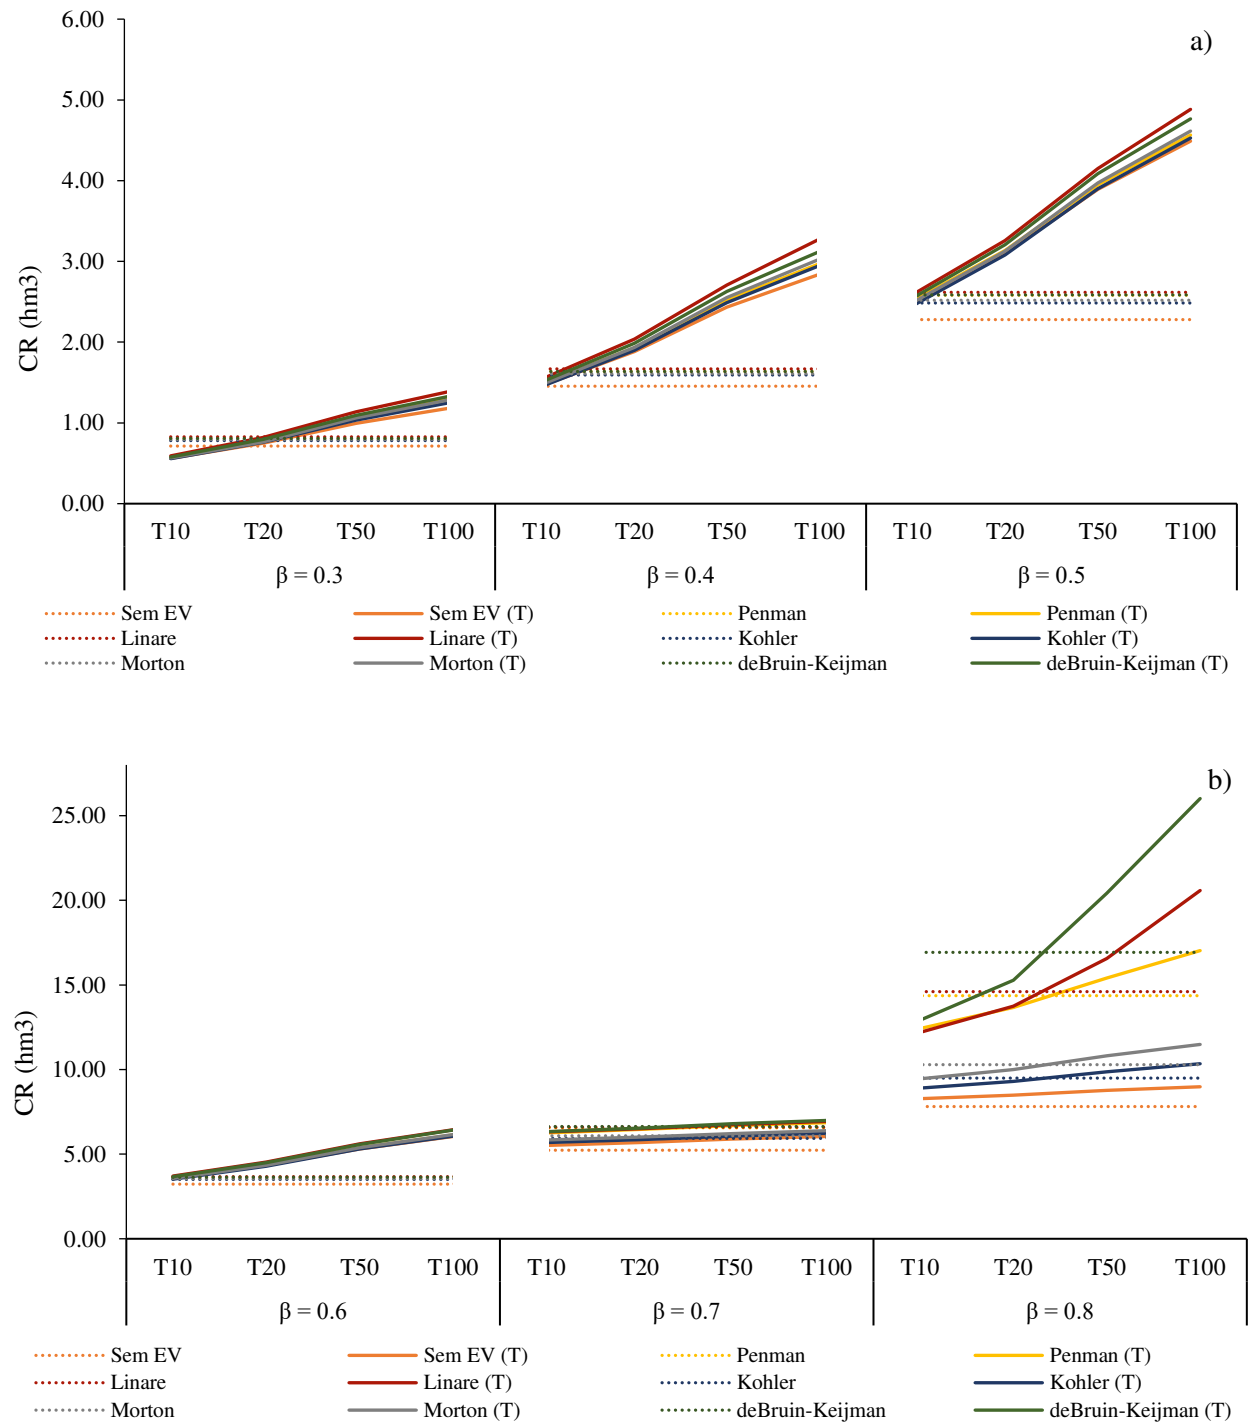 a)
6.00
5.00
4.00
3.00
2.00
1.00
0.00
CR (hm3)
T10 T20 T50 T100 T10 T20 T50 T100 T10 T20 T50 T100
β = 0.3 β = 0.4 β = 0.5
Sem EV Sem EV (T) Penman Penman (T)
Linare Linare (T) Kohler Kohler (T)
Morton Morton (T) deBruin-Keijman deBruin-Keijman (T)
b)
25.00
20.00
15.00
10.00
5.00
0.00
CR (hm3)
T10 T20 T50 T100 T10 T20 T50 T100 T10 T20 T50 T100
β = 0.6 β = 0.7 β = 0.8
Sem EV Sem EV (T) Penman Penman (T)
Linare Linare (T) Kohler Kohler (T)
Morton Morton (T) deBruin-Keijman deBruin-Keijman (T)